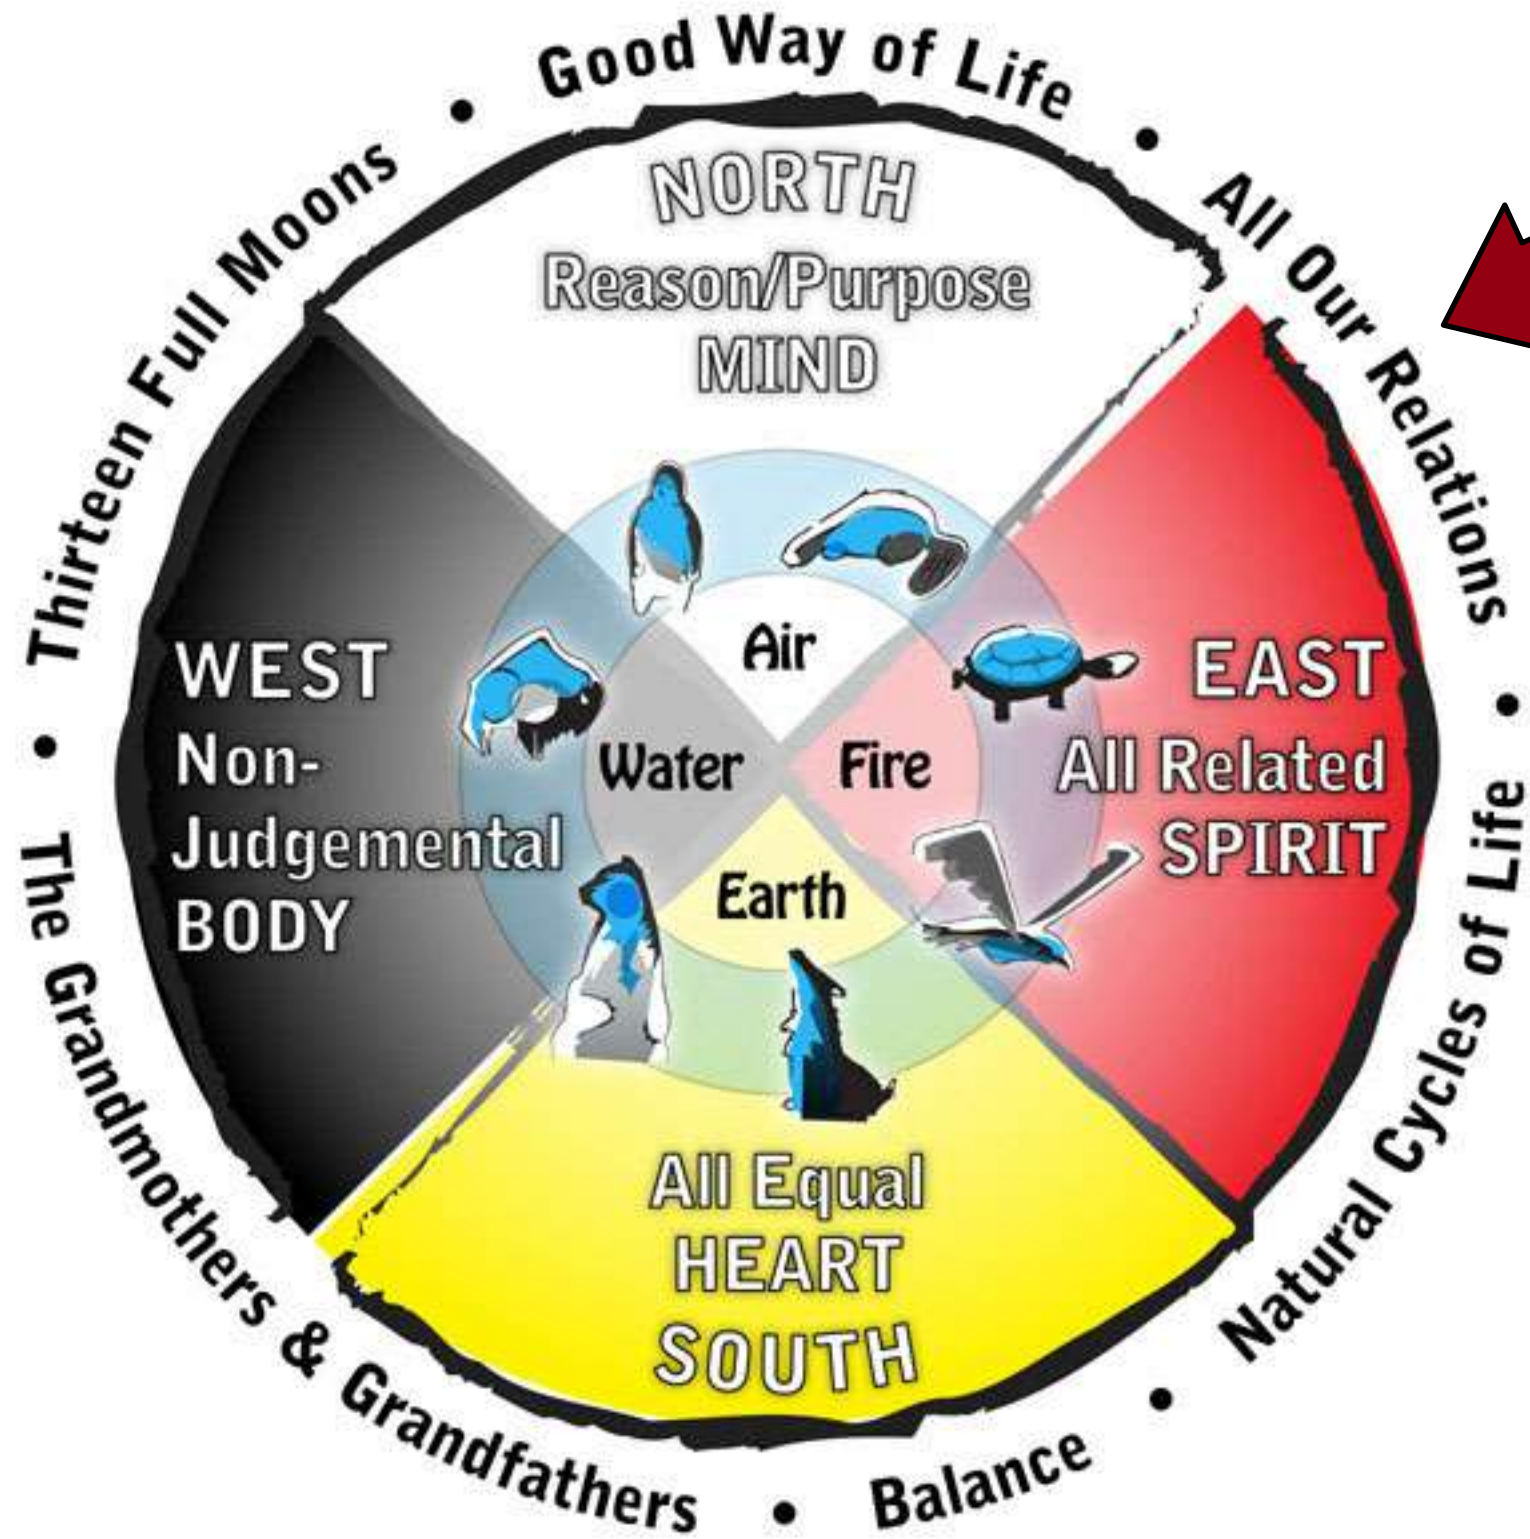 Good Way of Life
•
All Our Relations
•
Natural Cycles of Life
•
Balance
•
The Grandmothers & Grandfathers
•
Thirteen Full Moons
•
NORTH
Reason/Purpose
MIND
EAST
All Related
SPIRIT
All Equal
HEART
SOUTH
WEST
Non-
Judgemental
BODY
Air
Fire
Earth
Water